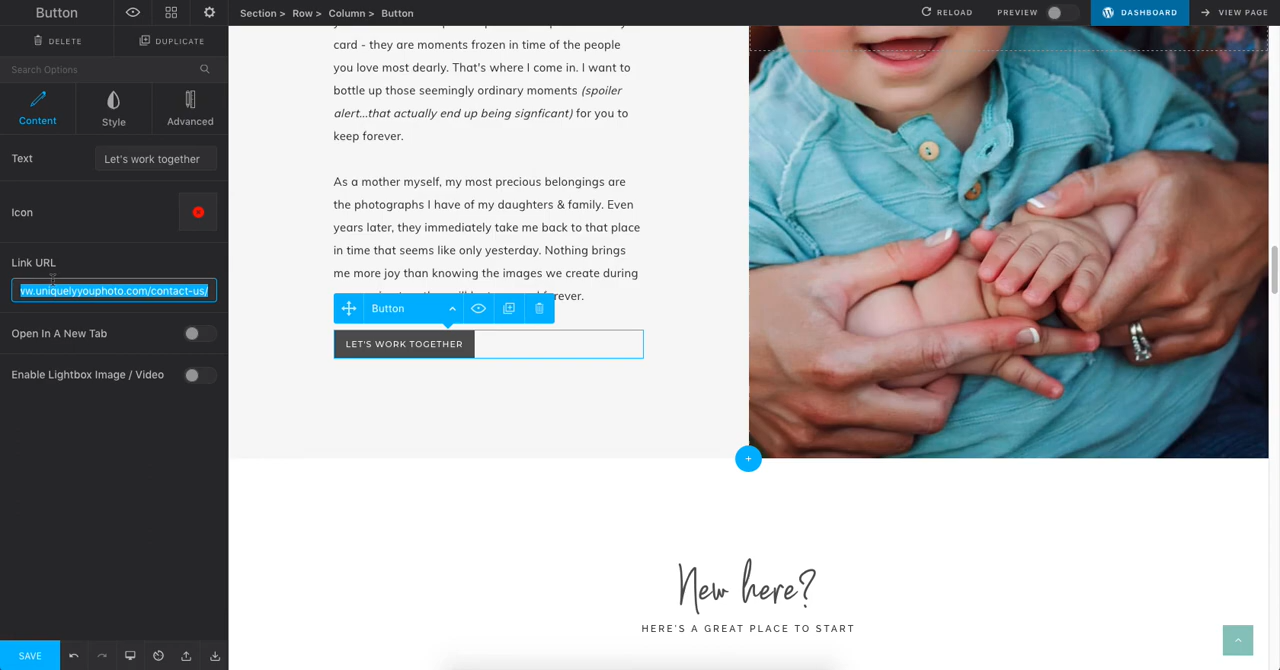 Button
Section > Row > Column > Button
RELOAD
PREVIEW
DASHBOARD
VIEW PAGE
DELETE
DUPLICATE
Search Options
Content
Style
Advanced
Text
Let's work together
Icon
Link URL
ww.uniquelyyouphoto.com/contact-us/
Open In A New Tab
Enable Lightbox Image / Video
SAVE
card - they are moments frozen in time of the people
you love most dearly. That's where I come in. I want to
bottle up those seemingly ordinary moments (spoiler
alert...that actually end up being signficant) for you to
keep forever.
As a mother myself, my most precious belongings are
the photographs I have of my daughters & family. Even
years later, they immediately take me back to that place
in time that seems like only yesterday. Nothing brings
me more joy than knowing the images we create during
forever.
Button
LET'S WORK TOGETHER
New here?
HERE'S A GREAT PLACE TO START